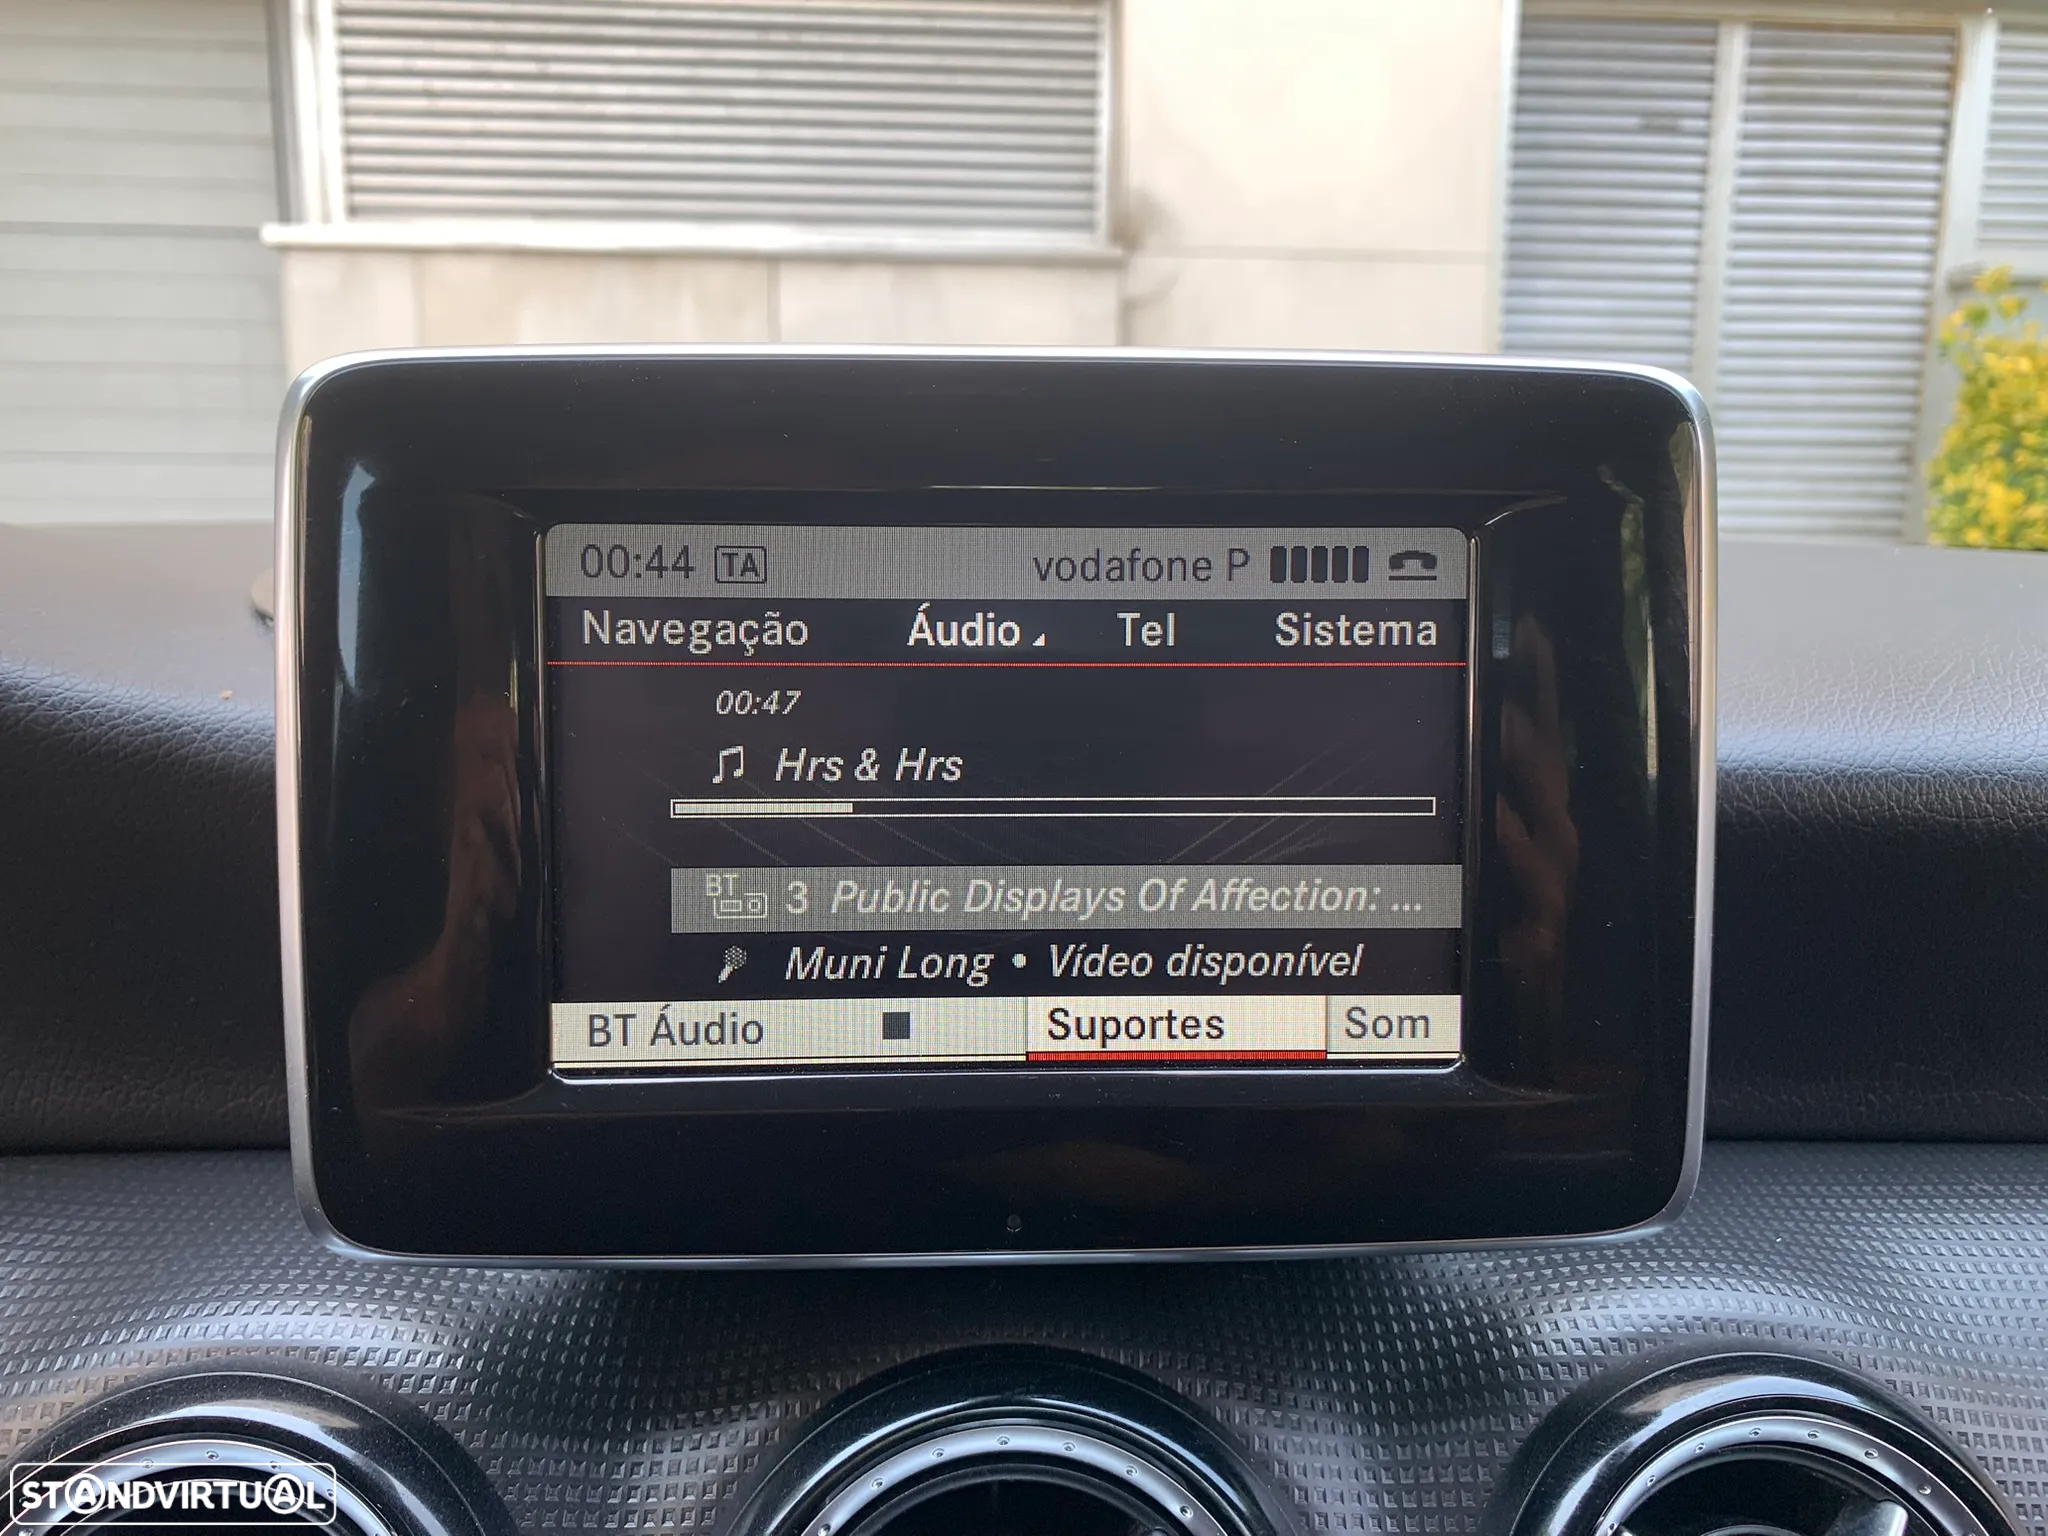 00:44 TA vodafone P
Navegação Áudio Tel Sistema
00:47
Hrs & Hrs
BT 3 Public Displays Of Affection: ...
Muni Long • Vídeo disponível
BT Áudio Suportes Som
STANDVIRTUAL